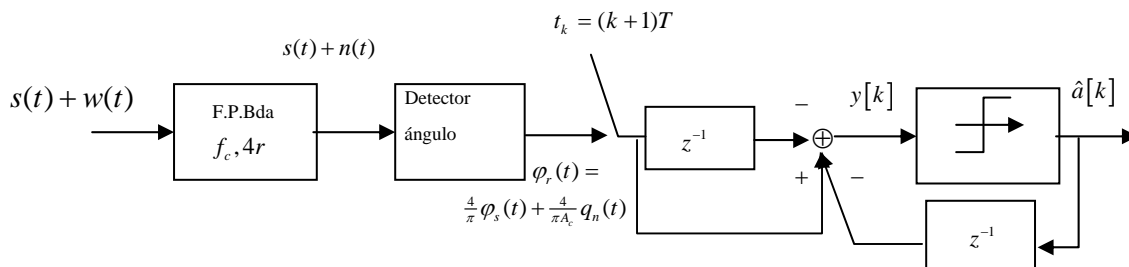 t_k = (k+1)T
s(t) + n(t)
s(t) + w(t)
F.P.Bda
f_c, 4r
Detector
ángulo
φ_r(t) =
4/π φ_s(t) + 4/(πA_c) q_n(t)
z^{-1}
−
+
−
⊕
y[k]
â[k]
z^{-1}